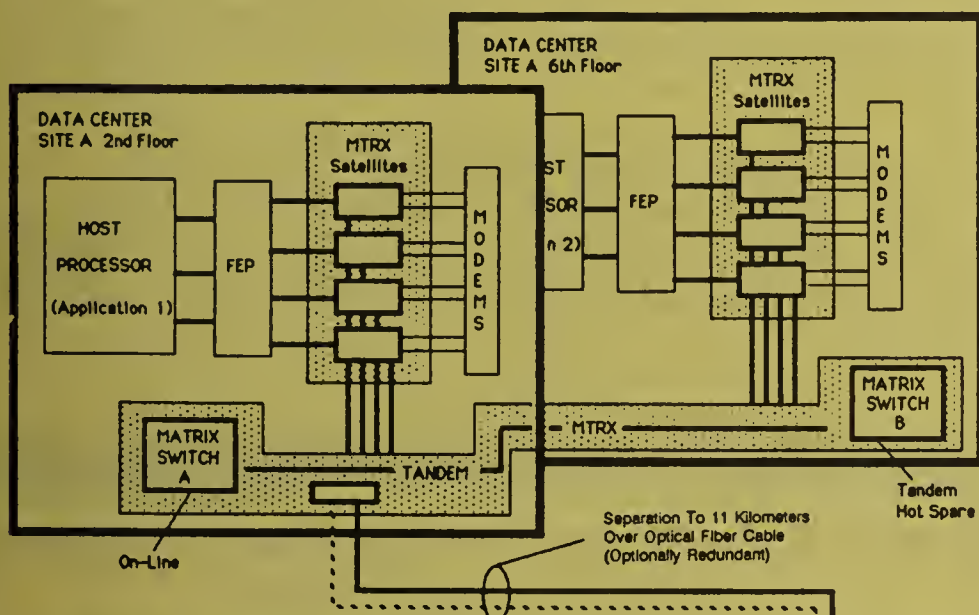 DATA CENTER
SITE A 6th Floor
MTRX
Satellites
ST
SOR
n 2)
FEP
MODEMS
MATRIX
SWITCH
B
Tandem
Hot Spare
DATA CENTER
SITE A 2nd Floor
MTRX
Satellites
HOST
PROCESSOR
(Application 1)
FEP
MODEMS
MATRIX
SWITCH
A
TANDEM
MTRX
On-Line
Separation To 11 Kilometers
Over Optical Fiber Cable
(Optionally Redundant)